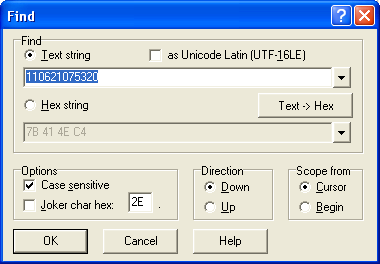 Find
Find
Text string
as Unicode Latin (UTF-16LE)
110621075320
Hex string
Text -> Hex
7B 41 4E C4
Options
Direction
Scope from
Case sensitive
Down
Cursor
Joker char hex: 2E .
Up
Begin
OK
Cancel
Help